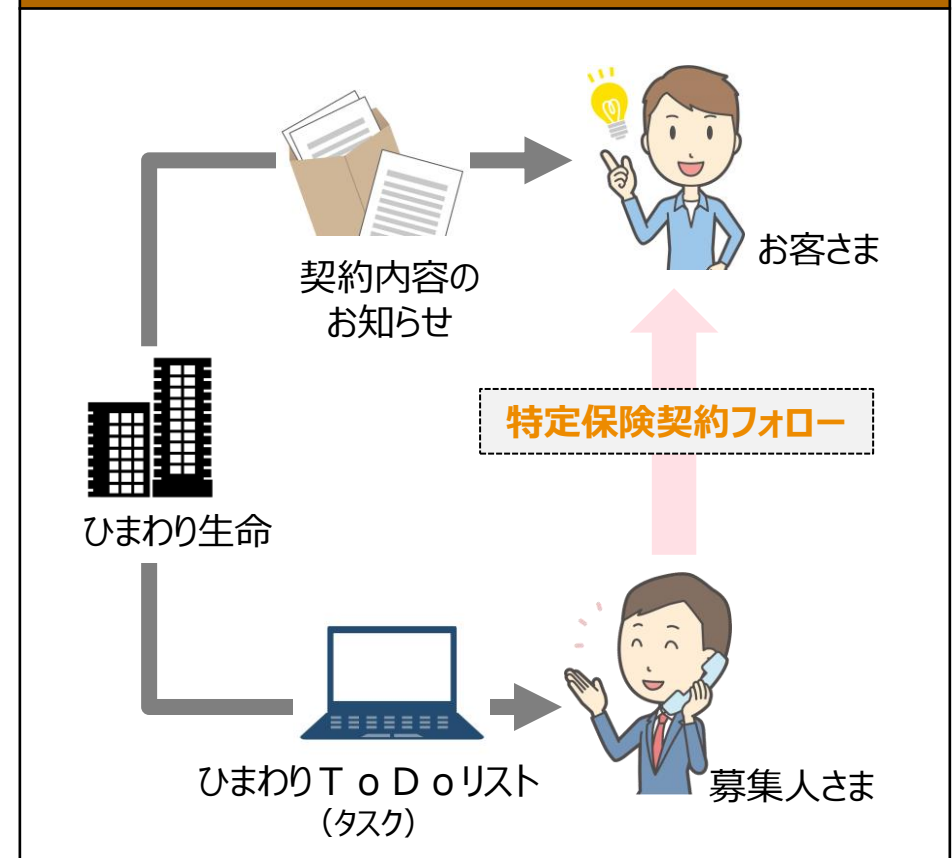 お客さま
契約内容の
お知らせ
特定保険契約フォロー
ひまわり生命
ひまわりＴｏＤｏリスト
（タスク）
募集人さま